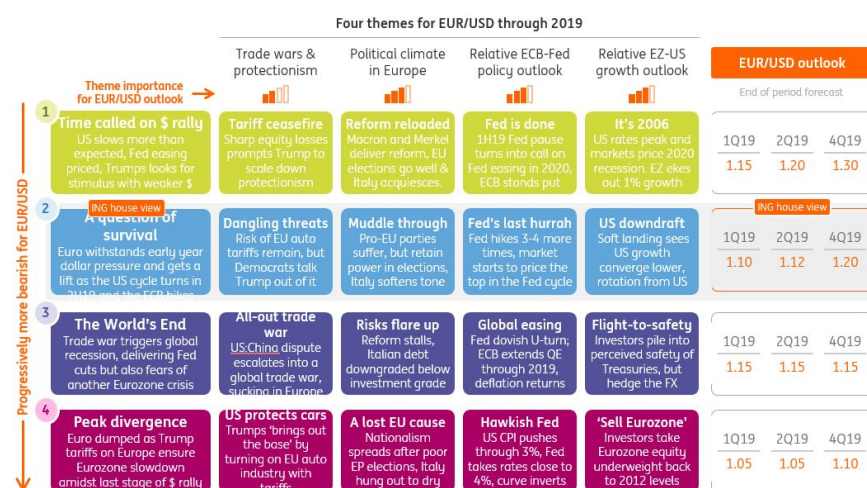 Four themes for EUR/USD through 2019
Theme importance
for EUR/USD outlook
Trade wars &
protectionism
Political climate
in Europe
Relative ECB-Fed
policy outlook
Relative EZ-US
growth outlook
EUR/USD outlook
End of period forecast
Progressively more bearish for EUR/USD
1
Time called on $ rally
US slows more than
expected, Fed easing
priced, Trumps looks for
stimulus with weaker $
Tariff ceasefire
Sharp equity losses
prompts Trump to
scale down
protectionism
Reform reloaded
Macron and Merkel
deliver reform, EU
elections go well &
Italy acquiesces.
Fed is done
1H19 Fed pause
turns into call on
Fed easing in 2020,
ECB stands put
It's 2006
US rates peak and
markets price 2020
recession. EZ ekes
out 1% growth
1Q19 2Q19 4Q19
1.15 1.20 1.30
2
ING house view
A question of
survival
Euro withstands early year
dollar pressure and gets a
lift as the US cycle turns in
2H19 and the ECB hikes
Dangling threats
Risk of EU auto
tariffs remain, but
Democrats talk
Trump out of it
Muddle through
Pro-EU parties
suffer, but retain
power in elections,
Italy softens tone
Fed's last hurrah
Fed hikes 3-4 more
times, market
starts to price the
top in the Fed cycle
US downdraft
Soft landing sees
US growth
converge lower,
rotation from US
ING house view
1Q19 2Q19 4Q19
1.10 1.12 1.20
3
The World's End
Trade war triggers global
recession, delivering Fed
cuts but also fears of
another Eurozone crisis
All-out trade
war
US:China dispute
escalates into a
global trade war,
sucking in Europe
Risks flare up
Reform stalls,
Italian debt
downgraded below
investment grade
Global easing
Fed dovish U-turn;
ECB extends QE
through 2019,
deflation returns
Flight-to-safety
Investors pile into
perceived safety of
Treasuries, but
hedge the FX
1Q19 2Q19 4Q19
1.15 1.15 1.15
4
Peak divergence
Euro dumped as Trump
tariffs on Europe ensure
Eurozone slowdown
amidst last stage of $ rally
US protects cars
Trumps 'brings out
the base' by
turning on EU auto
industry with
tariffs
A lost EU cause
Nationalism
spreads after poor
EP elections, Italy
hung out to dry
Hawkish Fed
US CPI pushes
through 3%, Fed
takes rates close to
4%, curve inverts
'Sell Eurozone'
Investors take
Eurozone equity
underweight back
to 2012 levels
1Q19 2Q19 4Q19
1.05 1.05 1.10